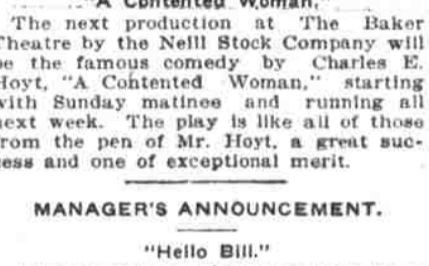 "A Contented Woman,"
The next production at The Baker
Theatre by the Neill Stock Company will
be the famous comedy by Charles E.
Hoyt, "A Contented Woman," starting
with Sunday matinee and running all
next week. The play is like all of those
from the pen of Mr. Hoyt, a great suc-
cess and one of exceptional merit.
MANAGER'S ANNOUNCEMENT.
"Hello Bill."